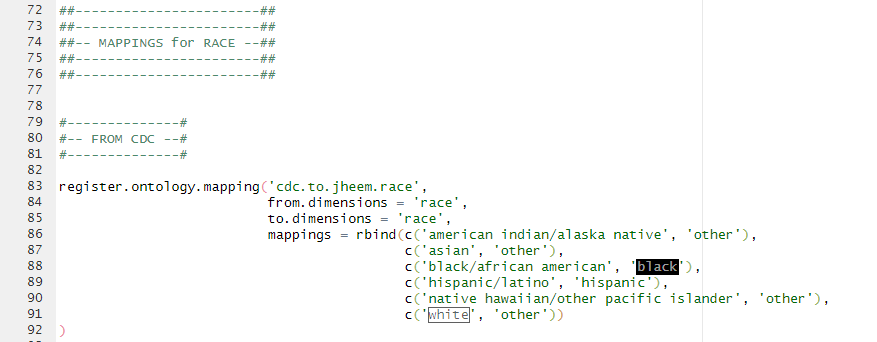 72 ##-----------------------##
73 ##-----------------------##
74 ##-- MAPPINGS for RACE --##
75 ##-----------------------##
76 ##-----------------------##
77
78
79 #--------------#
80 #-- FROM CDC --#
81 #--------------#
82
83 register.ontology.mapping('cdc.to.jheem.race',
84                           from.dimensions = 'race',
85                           to.dimensions = 'race',
86                           mappings = rbind(c('american indian/alaska native', 'other'),
87                                            c('asian', 'other'),
88                                            c('black/african american', 'black'),
89                                            c('hispanic/latino', 'hispanic'),
90                                            c('native hawaiian/other pacific islander', 'other'),
91                                            c('white', 'other'))
92 )